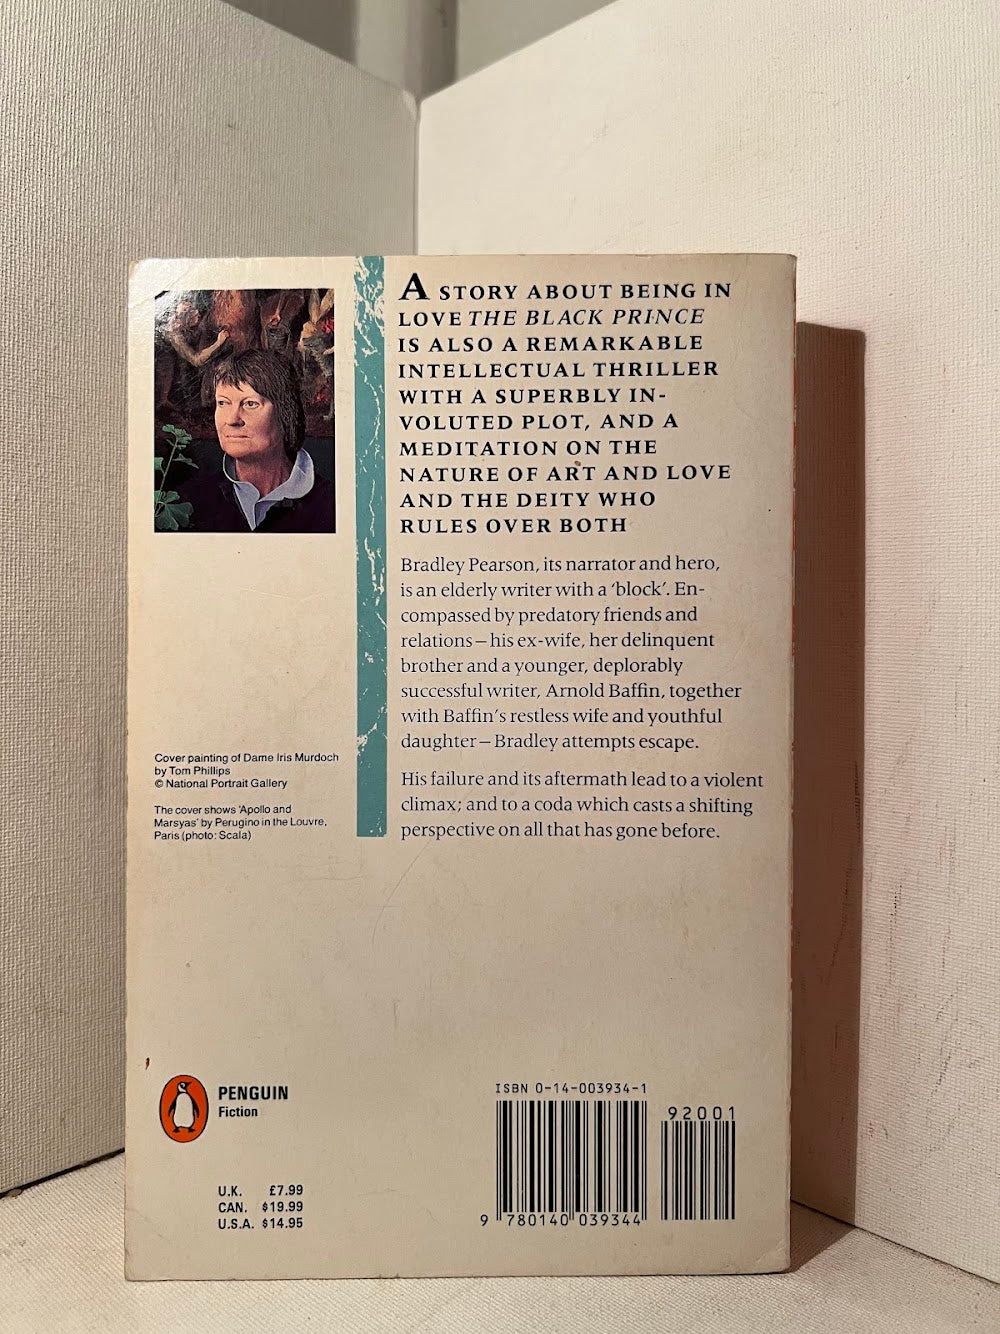 A STORY ABOUT BEING IN
LOVE THE BLACK PRINCE
IS ALSO A REMARKABLE
INTELLECTUAL THRILLER
WITH A SUPERBLY IN-
VOLUTED PLOT, AND A
MEDITATION ON THE
NATURE OF ART AND LOVE
AND THE DEITY WHO
RULES OVER BOTH
Bradley Pearson, its narrator and hero,
is an elderly writer with a ‘block’. En-
compassed by predatory friends and
relations – his ex-wife, her delinquent
brother and a younger, deplorably
successful writer, Arnold Baffin, together
with Baffin’s restless wife and youthful
daughter – Bradley attempts escape.
His failure and its aftermath lead to a violent
climax; and to a coda which casts a shifting
perspective on all that has gone before.
Cover painting of Dame Iris Murdoch
by Tom Phillips
© National Portrait Gallery
The cover shows ‘Apollo and
Marsyas’ by Perugino in the Louvre,
Paris (photo: Scala)
PENGUIN
Fiction
U.K. £7.99
CAN. $19.99
U.S.A. $14.95
ISBN 0-14-003934-1
92001
9 780140 039344